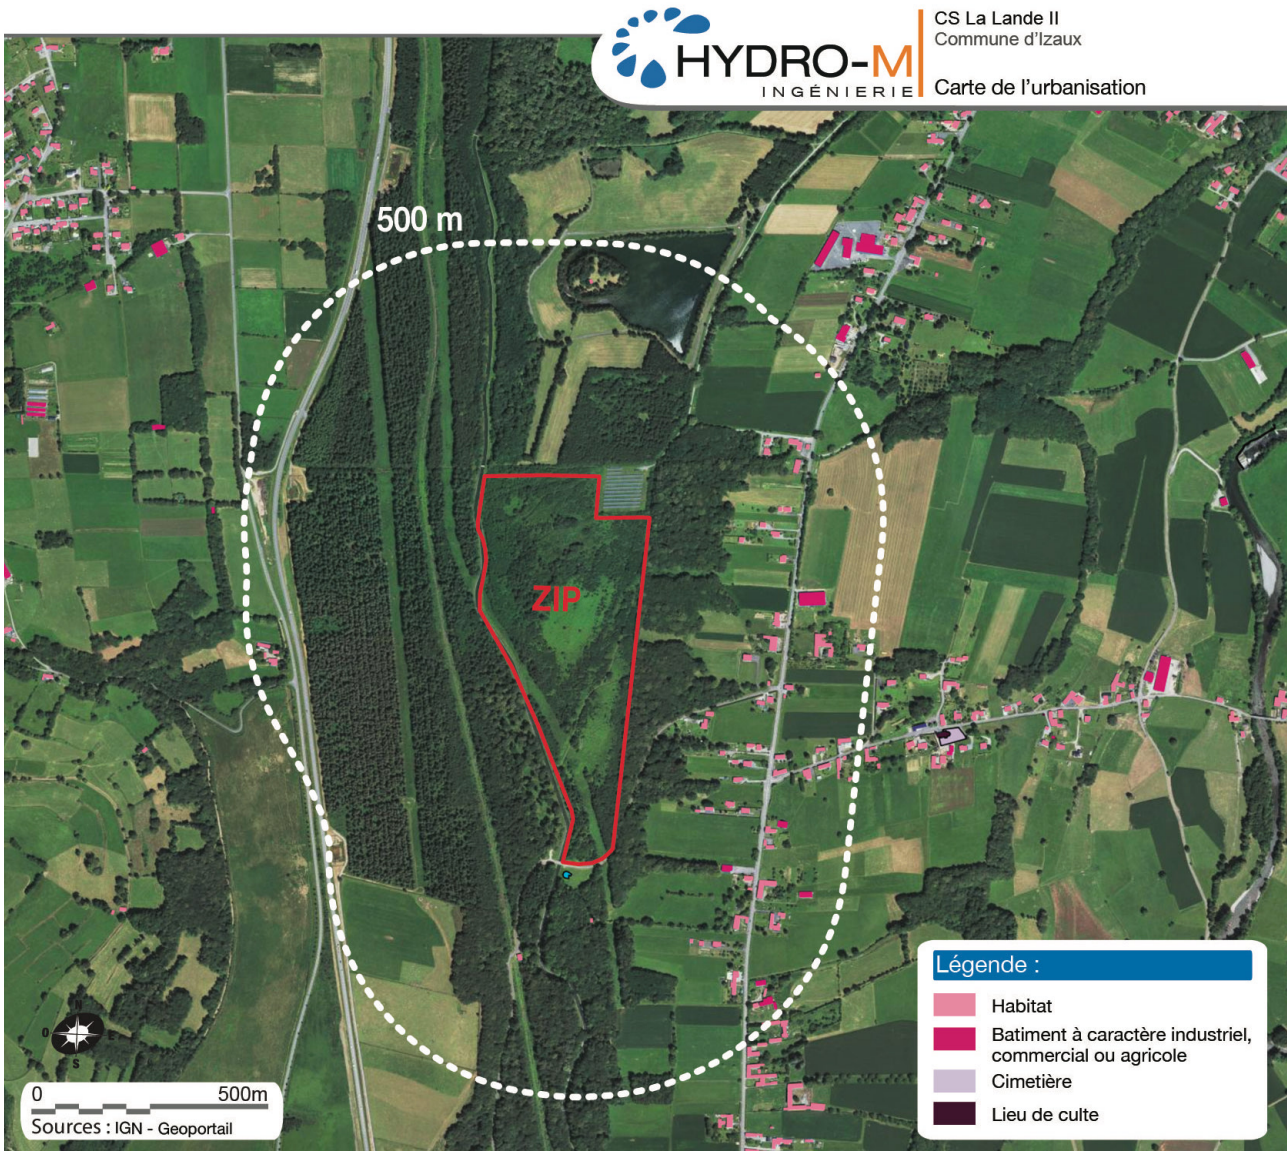 HYDRO-M
INGÉNIERIE
CS La Lande II
Commune d'Izaux
Carte de l'urbanisation
500 m
ZIP
Légende :
Habitat
Batiment à caractère industriel,
commercial ou agricole
Cimetière
Lieu de culte
N
O
E
S
0 500m
Sources : IGN - Geoportail